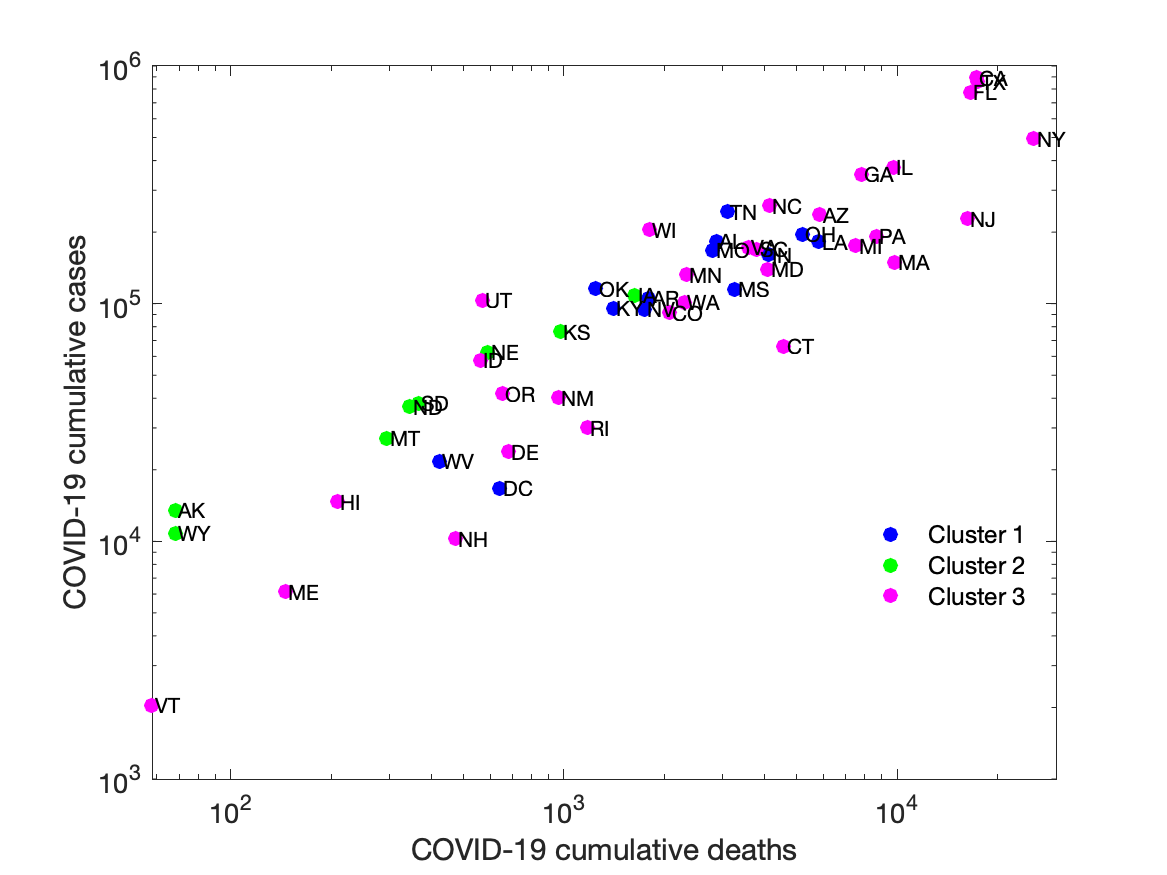 10^6
CA
TX
FL
NY
IL
GA
NC
TN
AZ
NJ
WI
OH
PA
LA
AL
MI
VA
SC
MO
IN
MA
MD
MN
OK
MS
IA
AR
UT
WA
10^5
KY
NV
CO
KS
CT
NE
ID
OR
NM
SD
ND
RI
MT
DE
WV
DC
HI
AK
WY
NH
10^4
ME
VT
10^3
COVID-19 cumulative cases
Cluster 1
Cluster 2
Cluster 3
10^2
10^3
10^4
COVID-19 cumulative deaths